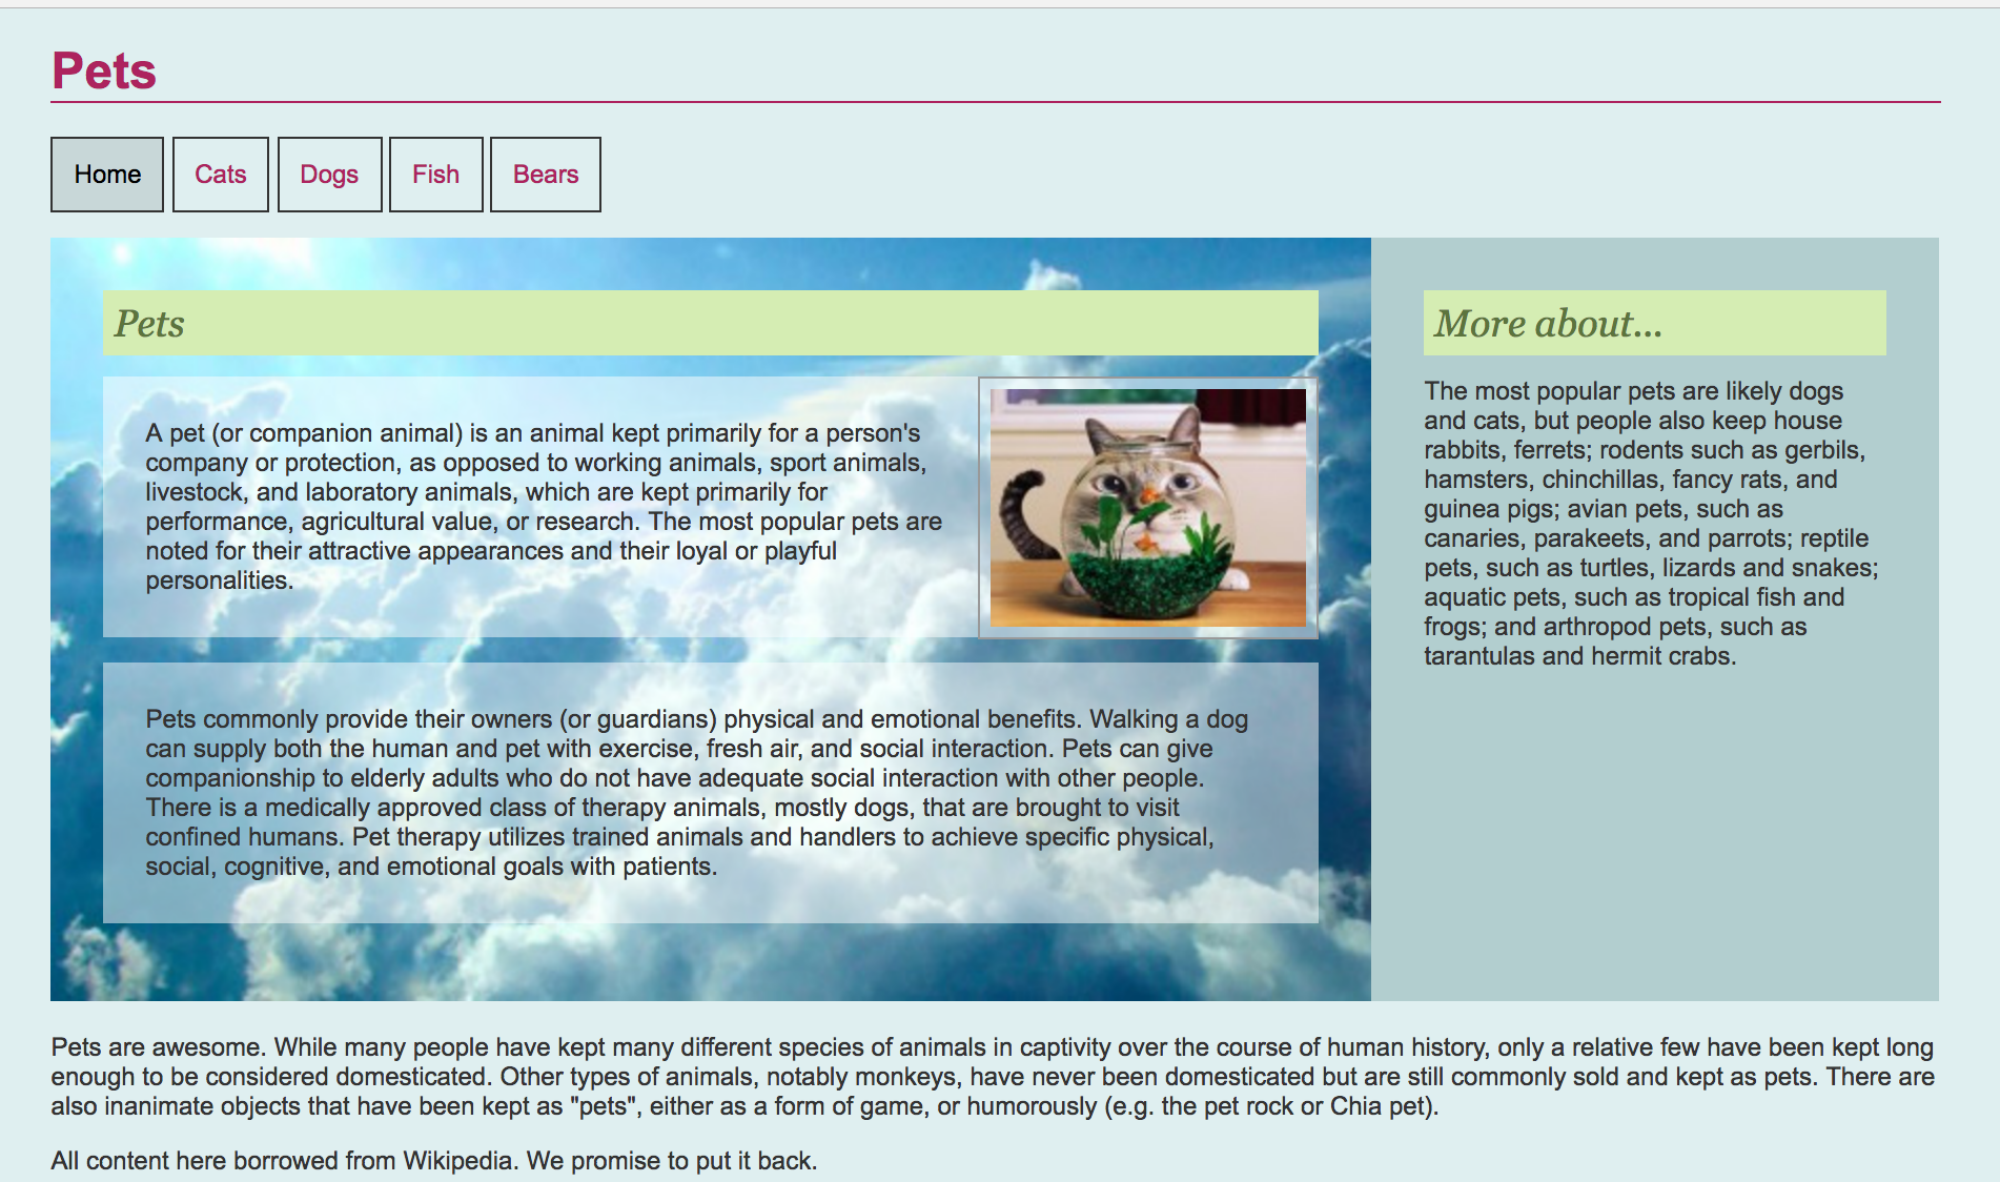 Pets
Home Cats Dogs Fish Bears
Pets
A pet (or companion animal) is an animal kept primarily for a person's
company or protection, as opposed to working animals, sport animals,
livestock, and laboratory animals, which are kept primarily for
performance, agricultural value, or research. The most popular pets are
noted for their attractive appearances and their loyal or playful
personalities.
Pets commonly provide their owners (or guardians) physical and emotional benefits. Walking a dog
can supply both the human and pet with exercise, fresh air, and social interaction. Pets can give
companionship to elderly adults who do not have adequate social interaction with other people.
There is a medically approved class of therapy animals, mostly dogs, that are brought to visit
confined humans. Pet therapy utilizes trained animals and handlers to achieve specific physical,
social, cognitive, and emotional goals with patients.
More about...
The most popular pets are likely dogs
and cats, but people also keep house
rabbits, ferrets; rodents such as gerbils,
hamsters, chinchillas, fancy rats, and
guinea pigs; avian pets, such as
canaries, parakeets, and parrots; reptile
pets, such as turtles, lizards and snakes;
aquatic pets, such as tropical fish and
frogs; and arthropod pets, such as
tarantulas and hermit crabs.
Pets are awesome. While many people have kept many different species of animals in captivity over the course of human history, only a relative few have been kept long
enough to be considered domesticated. Other types of animals, notably monkeys, have never been domesticated but are still commonly sold and kept as pets. There are
also inanimate objects that have been kept as "pets", either as a form of game, or humorously (e.g. the pet rock or Chia pet).
All content here borrowed from Wikipedia. We promise to put it back.